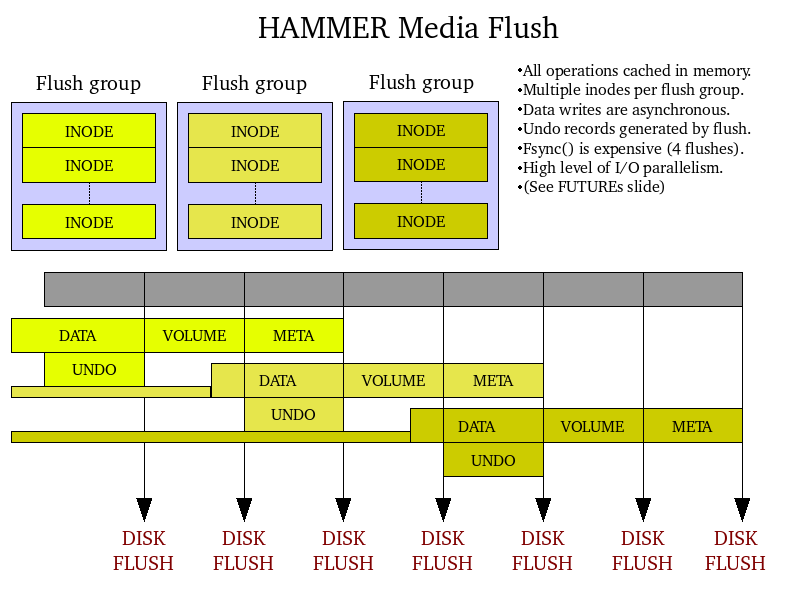 HAMMER Media Flush
Flush group
Flush group
Flush group
INODE
INODE
INODE
INODE
INODE
INODE
INODE
INODE
INODE
•All operations cached in memory.
•Multiple inodes per flush group.
•Data writes are asynchronous.
•Undo records generated by flush.
•Fsync() is expensive (4 flushes).
•High level of I/O parallelism.
•(See FUTUREs slide)
DATA
VOLUME
META
UNDO
DATA
VOLUME
META
UNDO
DATA
VOLUME
META
UNDO
DISK
FLUSH
DISK
FLUSH
DISK
FLUSH
DISK
FLUSH
DISK
FLUSH
DISK
FLUSH
DISK
FLUSH